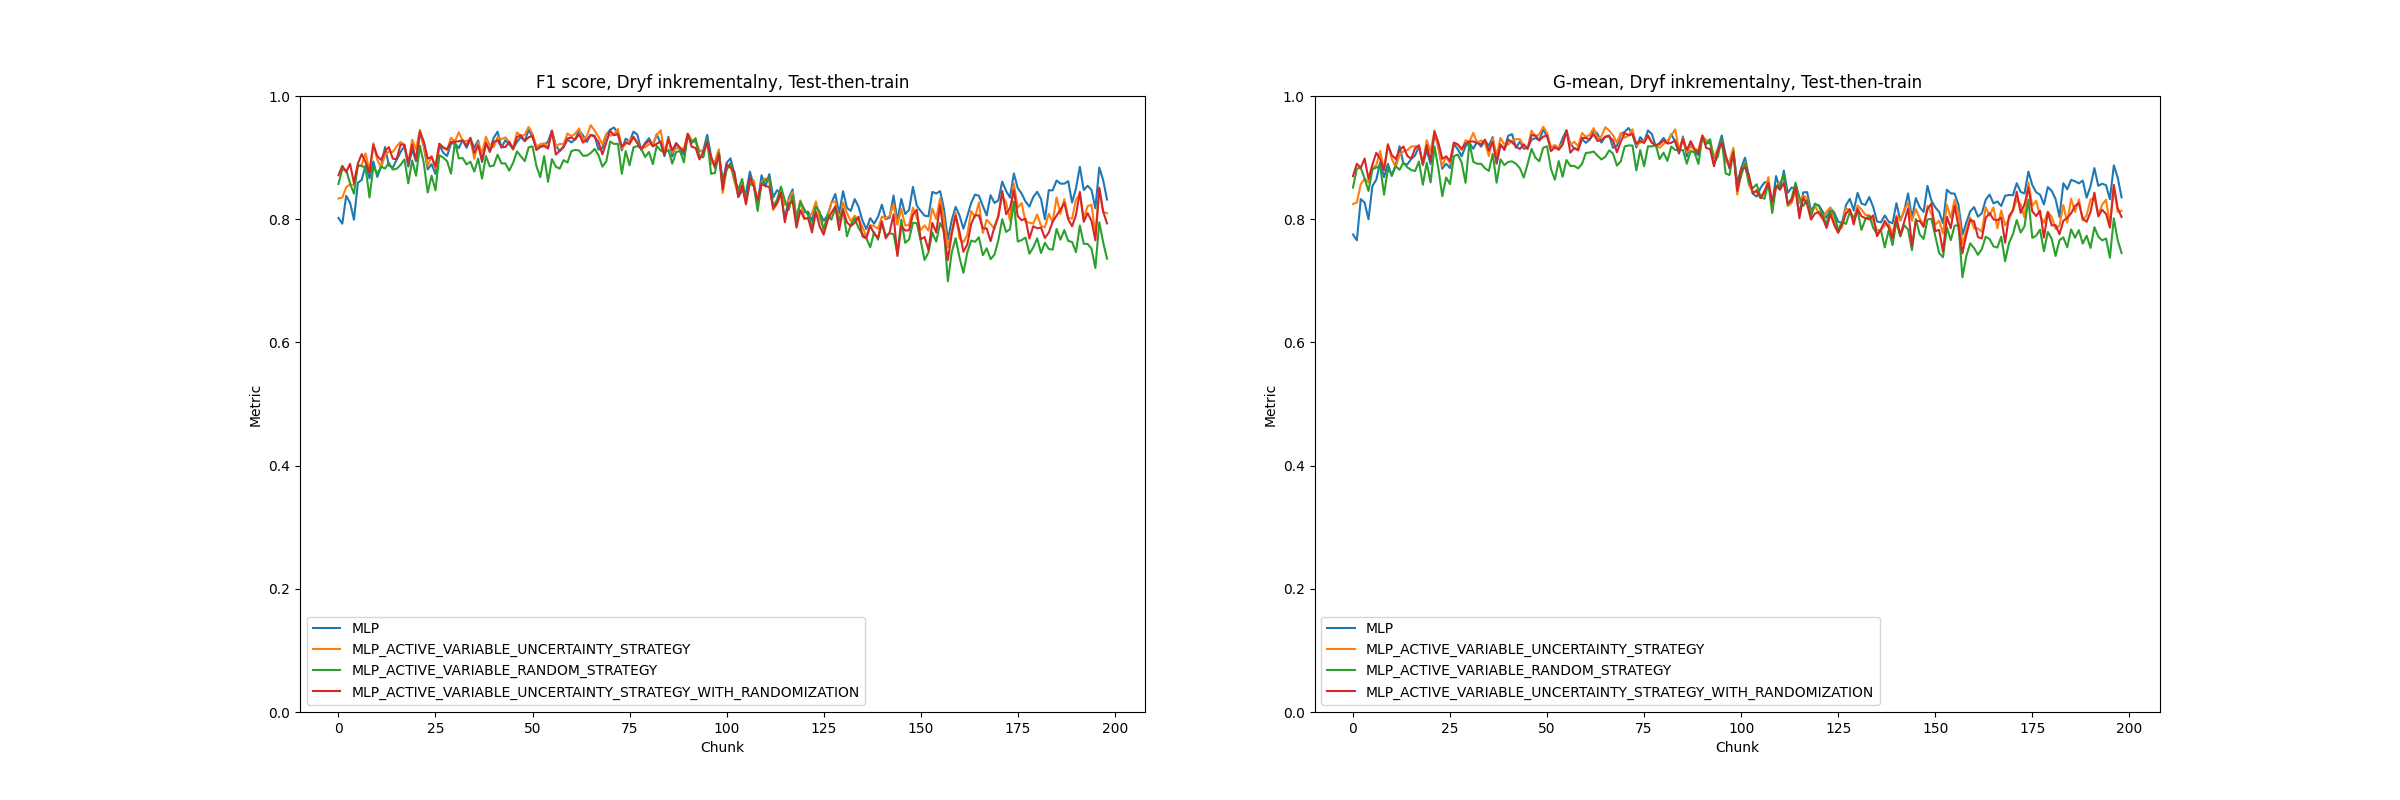 F1 score, Dryf inkrementalny, Test-then-train
1.0
0.8
0.6
0.4
0.2
0.0
Metric
MLP
MLP_ACTIVE_VARIABLE_UNCERTAINTY_STRATEGY
MLP_ACTIVE_VARIABLE_RANDOM_STRATEGY
MLP_ACTIVE_VARIABLE_UNCERTAINTY_STRATEGY_WITH_RANDOMIZATION
0 25 50 75 100 125 150 175 200
Chunk
G-mean, Dryf inkrementalny, Test-then-train
1.0
0.8
0.6
0.4
0.2
0.0
Metric
MLP
MLP_ACTIVE_VARIABLE_UNCERTAINTY_STRATEGY
MLP_ACTIVE_VARIABLE_RANDOM_STRATEGY
MLP_ACTIVE_VARIABLE_UNCERTAINTY_STRATEGY_WITH_RANDOMIZATION
0 25 50 75 100 125 150 175 200
Chunk